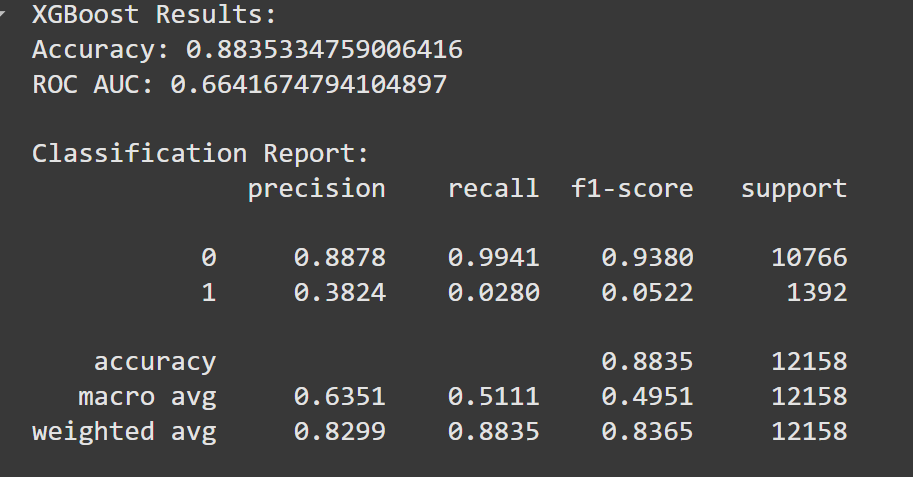 XGBoost Results:
Accuracy: 0.8835334759006416
ROC AUC: 0.6641674794104897
Classification Report:
precision recall f1-score support
0 0.8878 0.9941 0.9380 10766
1 0.3824 0.0280 0.0522 1392
accuracy 0.8835 12158
macro avg 0.6351 0.5111 0.4951 12158
weighted avg 0.8299 0.8835 0.8365 12158